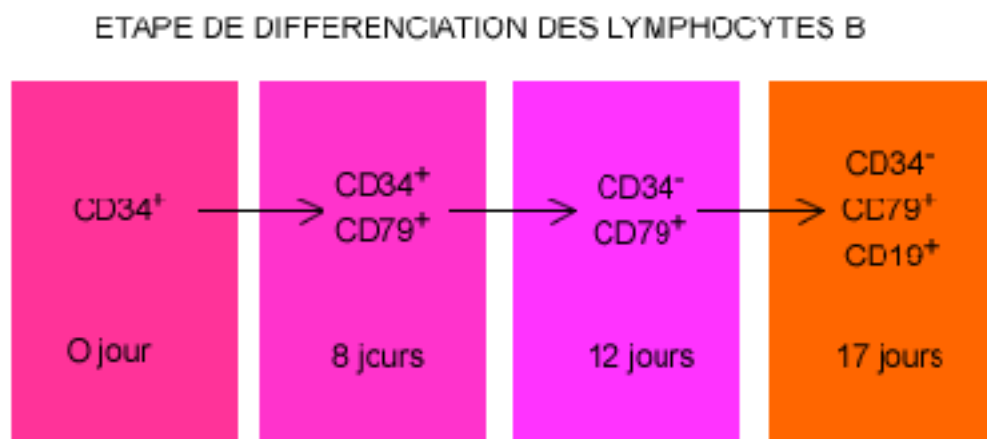 ETAPE DE DIFFERENCIATION DES LYMPHOCYTES B
CD34+
O jour
CD34+
CD79+
8 jours
CD34-
CD79+
12 jours
CD34-
CD79+
CD19+
17 jours